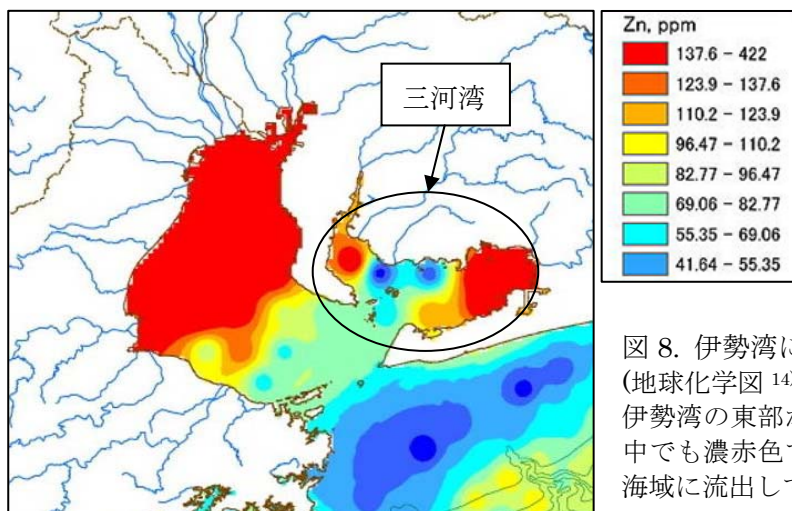 三河湾
Zn, ppm
137.6 – 422
123.9 – 137.6
110.2 – 123.9
96.47 – 110.2
82.77 – 96.47
69.06 – 82.77
55.35 – 69.06
41.64 – 55.35
図 8. 伊勢湾に
(地球化学図 14)
伊勢湾の東部が
中でも濃赤色で
海域に流出して